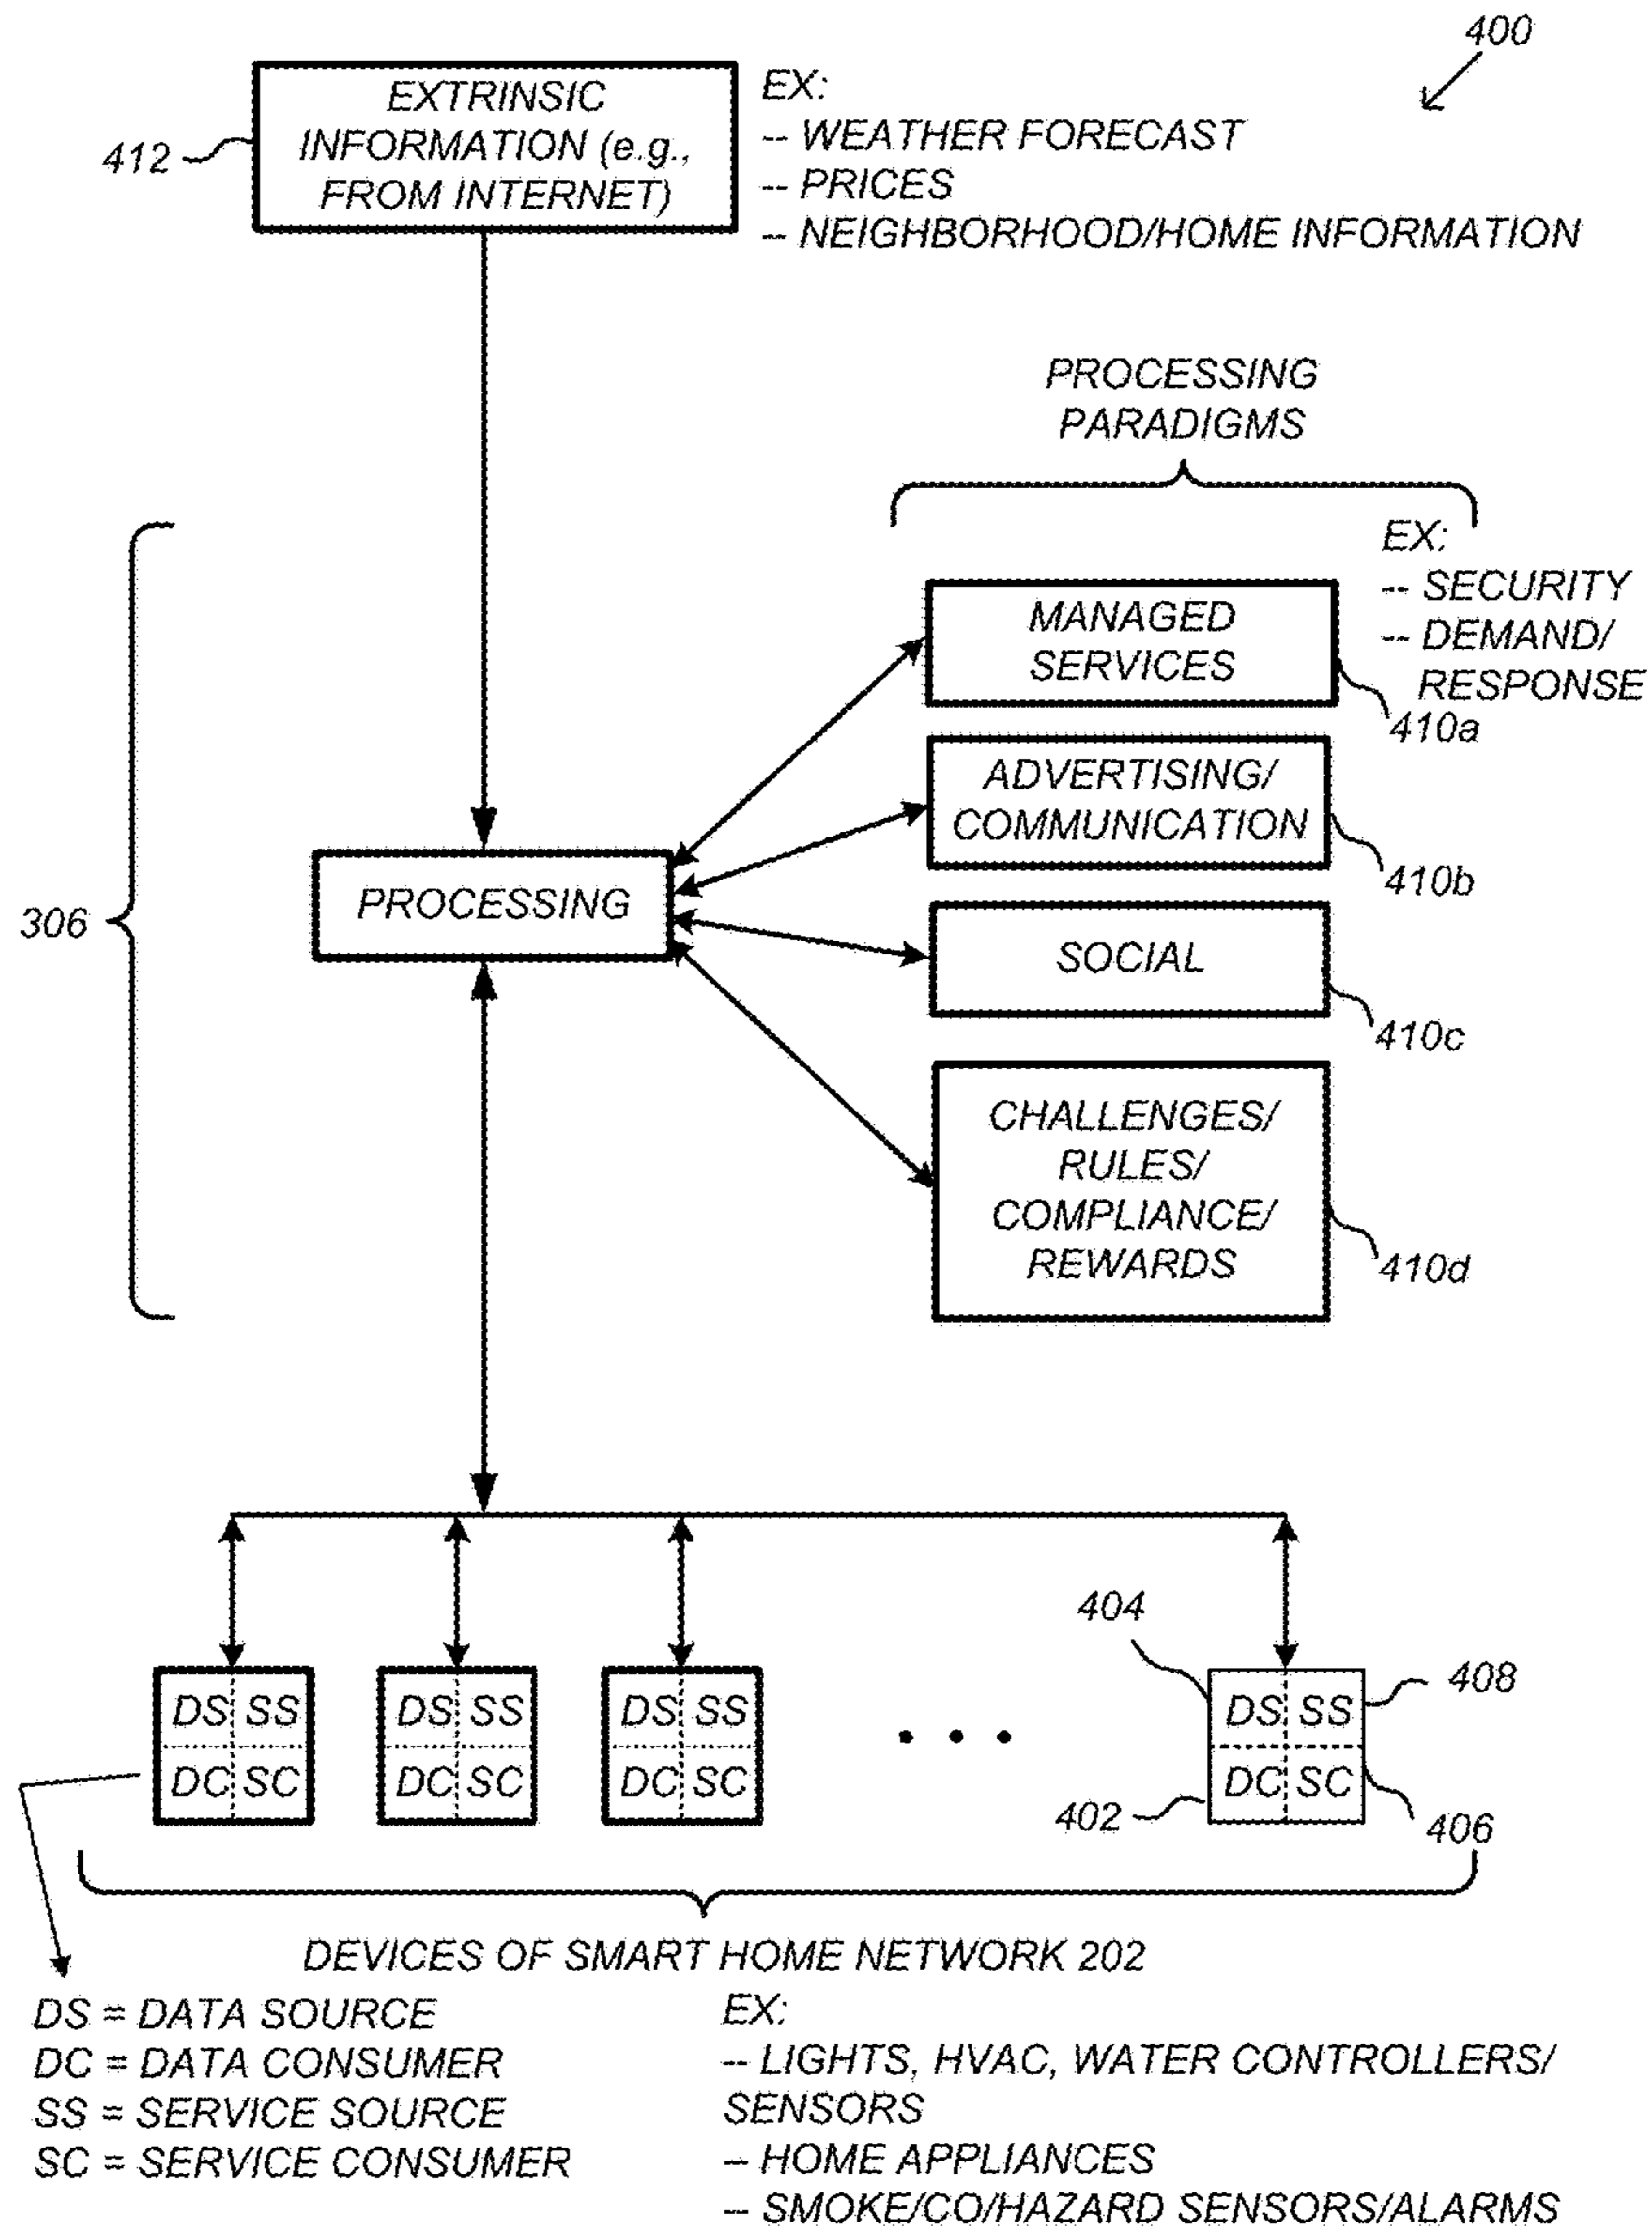 400
EXTRINSIC
INFORMATION (e.g.,
FROM INTERNET)
412
EX:
-- WEATHER FORECAST
-- PRICES
-- NEIGHBORHOOD/HOME INFORMATION
PROCESSING
PARADIGMS
EX:
-- SECURITY
-- DEMAND/
RESPONSE
MANAGED
SERVICES
410a
ADVERTISING/
COMMUNICATION
410b
306
PROCESSING
SOCIAL
410c
CHALLENGES/
RULES/
COMPLIANCE/
REWARDS
410d
404
408
DS SS
DC SC
DS SS
DC SC
DS SS
DC SC
. . .
DS SS
DC SC
402
406
DEVICES OF SMART HOME NETWORK 202
DS = DATA SOURCE
DC = DATA CONSUMER
SS = SERVICE SOURCE
SC = SERVICE CONSUMER
EX:
-- LIGHTS, HVAC, WATER CONTROLLERS/
SENSORS
-- HOME APPLIANCES
-- SMOKE/CO/HAZARD SENSORS/ALARMS